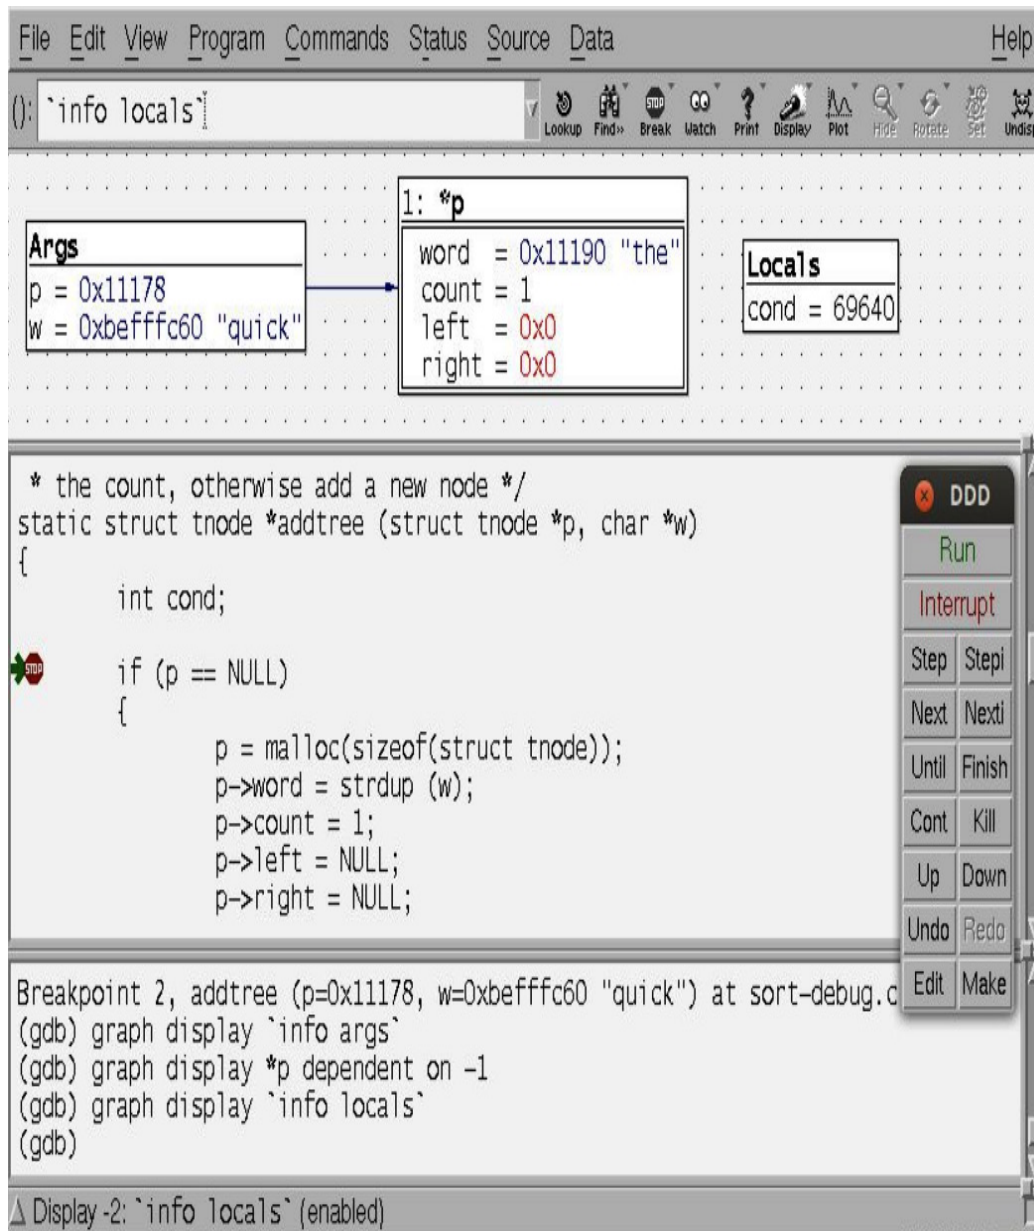 File Edit View Program Commands Status Source Data Help
(): `info locals`
Lookup Find» Break Watch Print Display Plot Hide Rotate Set Undisp
Args
p = 0x11178
w = 0xbefffc60 "quick"
1: *p
word = 0x11190 "the"
count = 1
left = 0x0
right = 0x0
Locals
cond = 69640
* the count, otherwise add a new node */
static struct tnode *addtree (struct tnode *p, char *w)
{
int cond;
STOP
if (p == NULL)
{
p = malloc(sizeof(struct tnode));
p->word = strdup (w);
p->count = 1;
p->left = NULL;
p->right = NULL;
DDD
Run
Interrupt
Step Stepi
Next Nexti
Until Finish
Cont Kill
Up Down
Undo Redo
Edit Make
Breakpoint 2, addtree (p=0x11178, w=0xbefffc60 "quick") at sort-debug.c
(gdb) graph display `info args`
(gdb) graph display *p dependent on -1
(gdb) graph display `info locals`
(gdb)
Display -2: `info locals` (enabled)